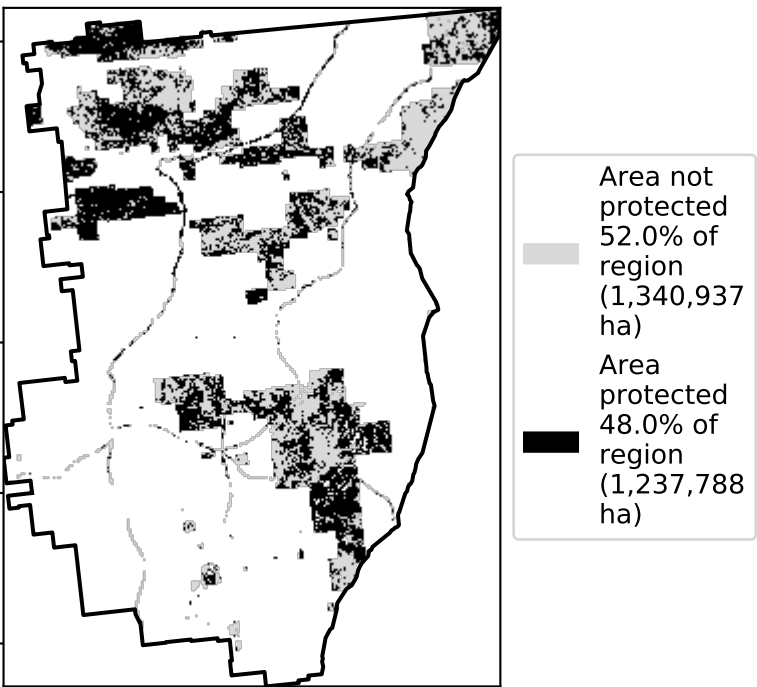 Area not
protected
52.0% of
region
(1,340,937
ha)
Area
protected
48.0% of
region
(1,237,788
ha)